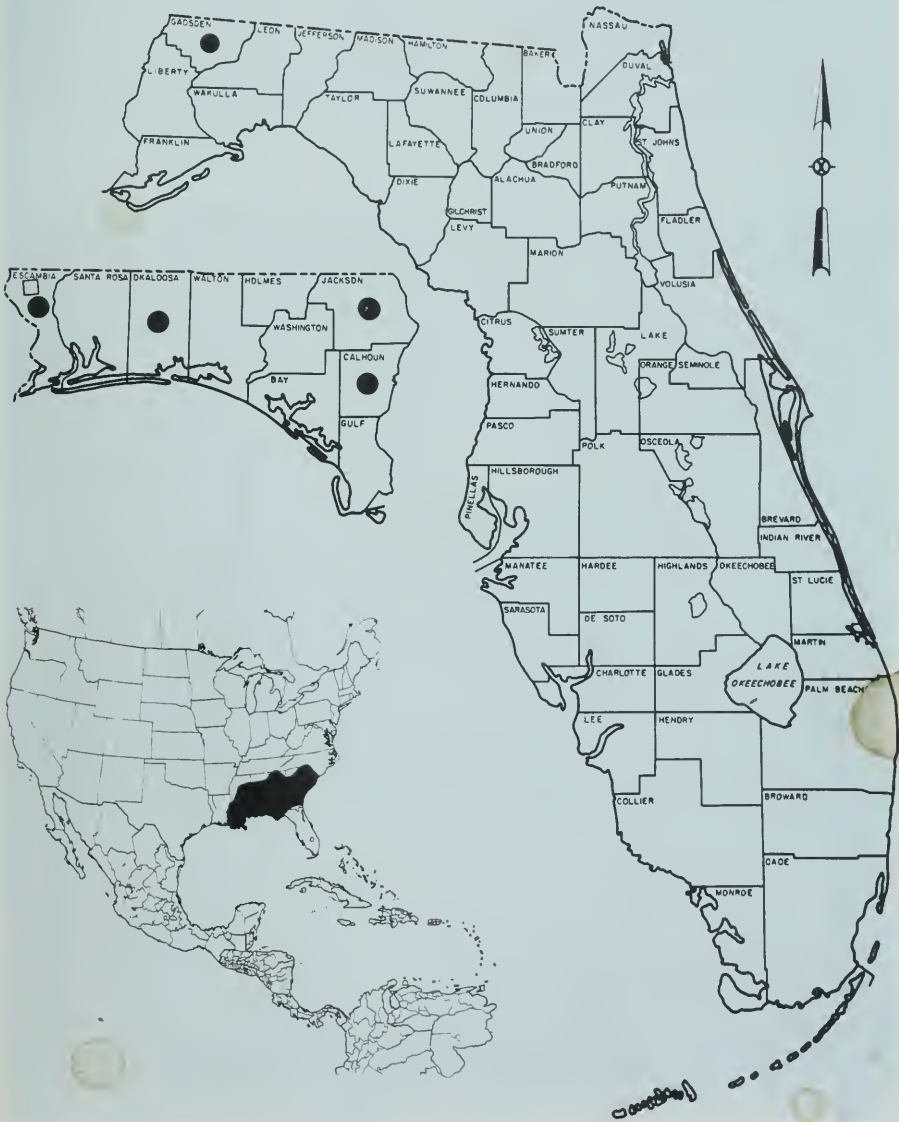 NASSAU
GADSDEN
LEON
JEFFERSON
MADISON
HAMILTON
BAKER
DUVAL
LIBERTY
WAKULLA
TAYLOR
SUWANNEE
COLUMBIA
UNION
CLAY
ST JOHNS
FRANKLIN
LAFAYETTE
BRADFORD
DIXIE
ALACHUA
PUTNAM
GILCHRIST
FLADLER
LEVY
MARION
VOLUSIA
ESCAMBIA
SANTA ROSA
OKALOOSA
WALTON
HOLMES
JACKSON
WASHINGTON
CALHOUN
BAY
GULF
CITRUS
SUMTER
LAKE
ORANGE
SEMINOLE
HERNANDO
PASCO
POLK
OSCEOLA
HILLSBOROUGH
PINELLAS
BREVARD
INDIAN RIVER
MANATEE
HARDEE
HIGHLANDS
OKEECHOBEE
ST LUCIE
SARASOTA
DE SOTO
MARTIN
CHARLOTTE
GLADES
LAKE
OKEECHOBEE
PALM BEACH
LEE
HENDRY
COLLIER
BROWARD
CADE
MONROE